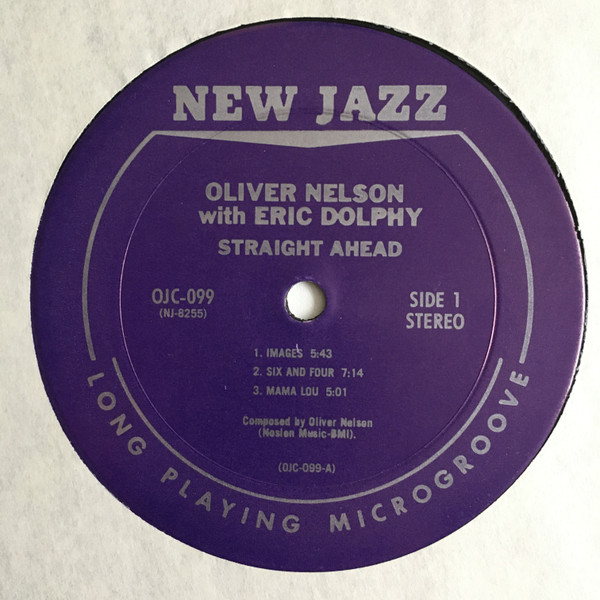 NEW JAZZ
OLIVER NELSON
with ERIC DOLPHY
STRAIGHT AHEAD
OJC-099
(NJ-8255)
SIDE 1
STEREO
1. IMAGES 5:43
2. SIX AND FOUR 7:14
3. MAMA LOU 5:01
Composed by Oliver Nelson
(Noslen Music-BMI).
(OJC-099-A)
LONG PLAYING MICROGROOVE